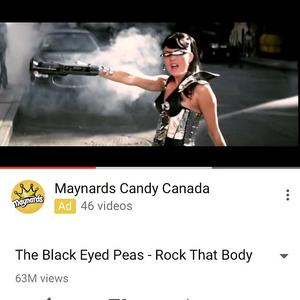 Maynards
Maynards Candy Canada
Ad 46 videos
The Black Eyed Peas - Rock That Body
63M views